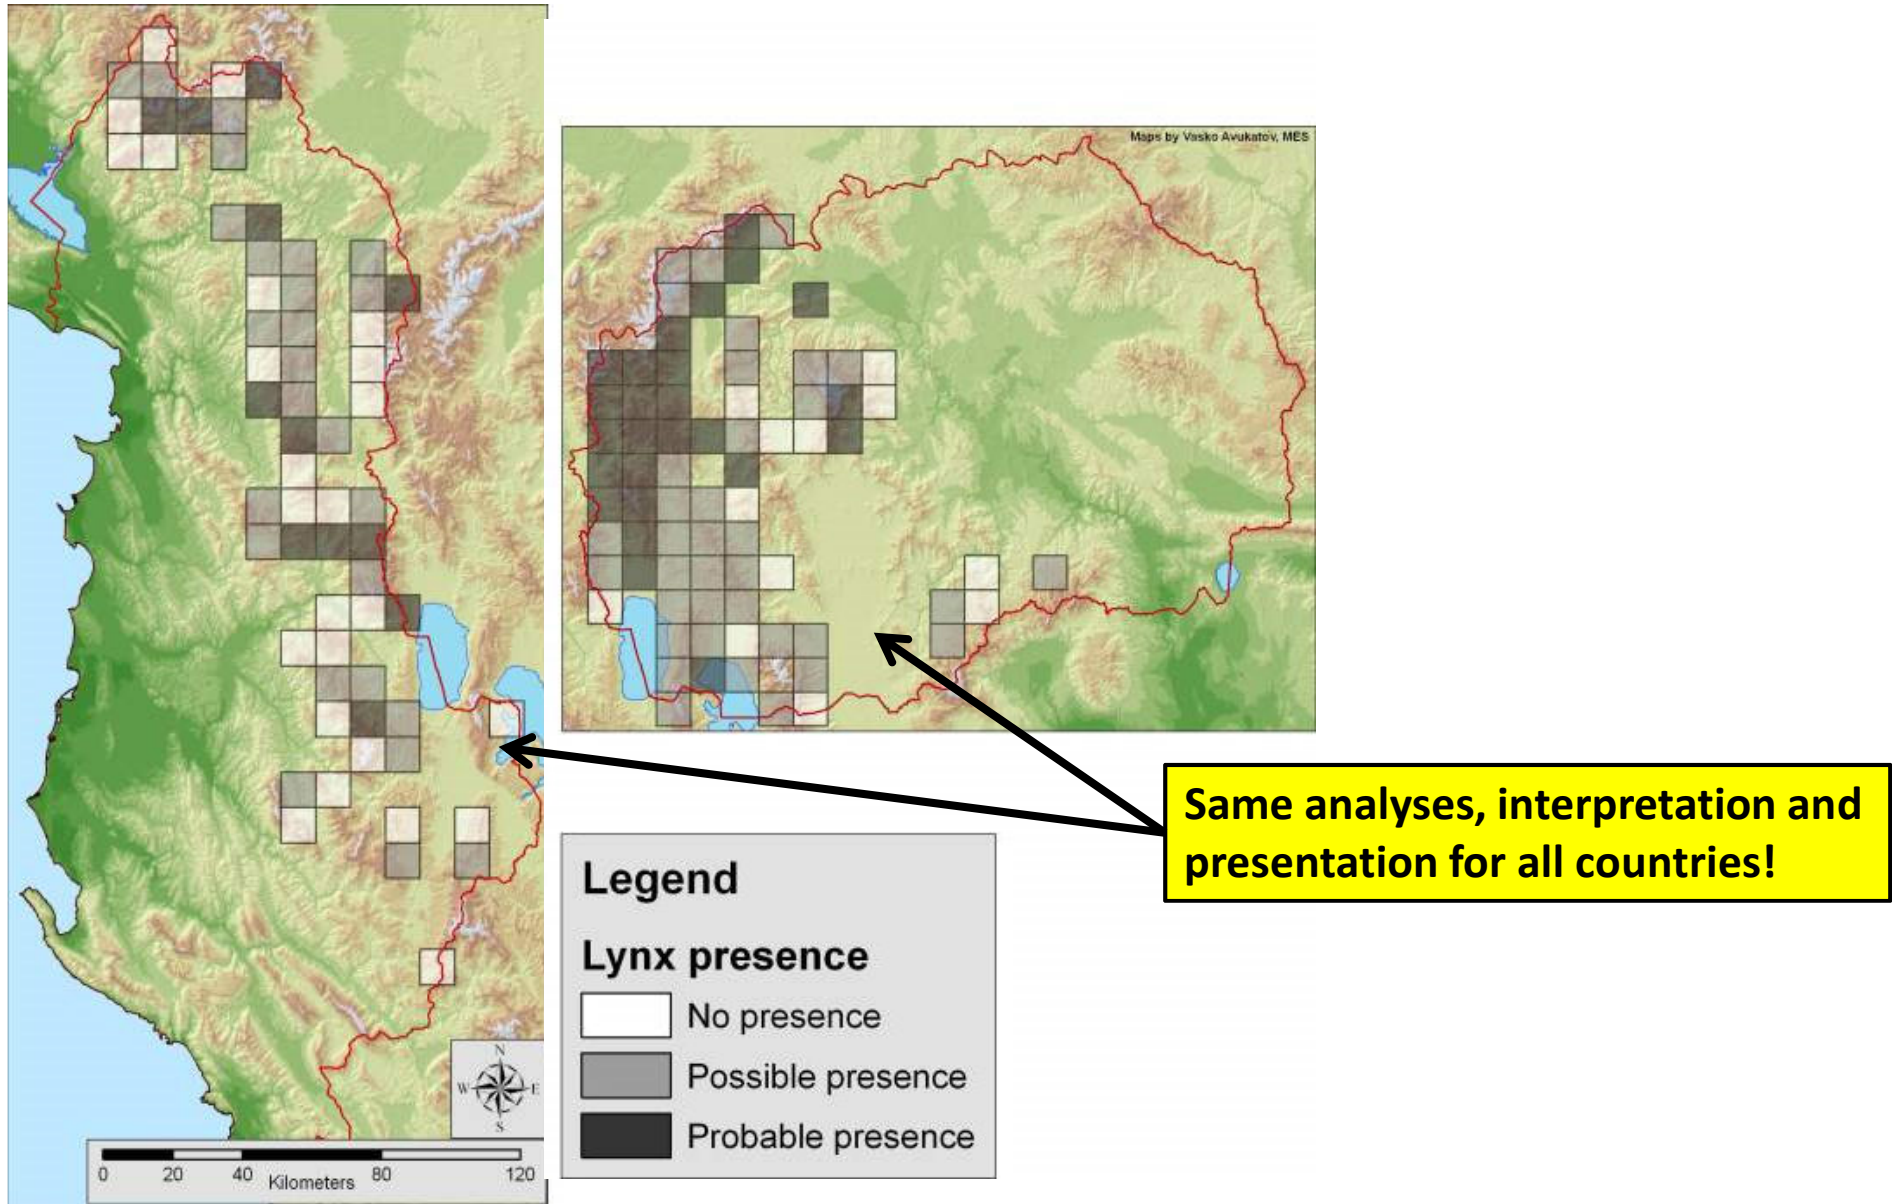 Maps by Vasko Avukatov, MES
Same analyses, interpretation and
presentation for all countries!
Legend
Lynx presence
No presence
Possible presence
Probable presence
N
W E
S
0 20 40 80 120
Kilometers